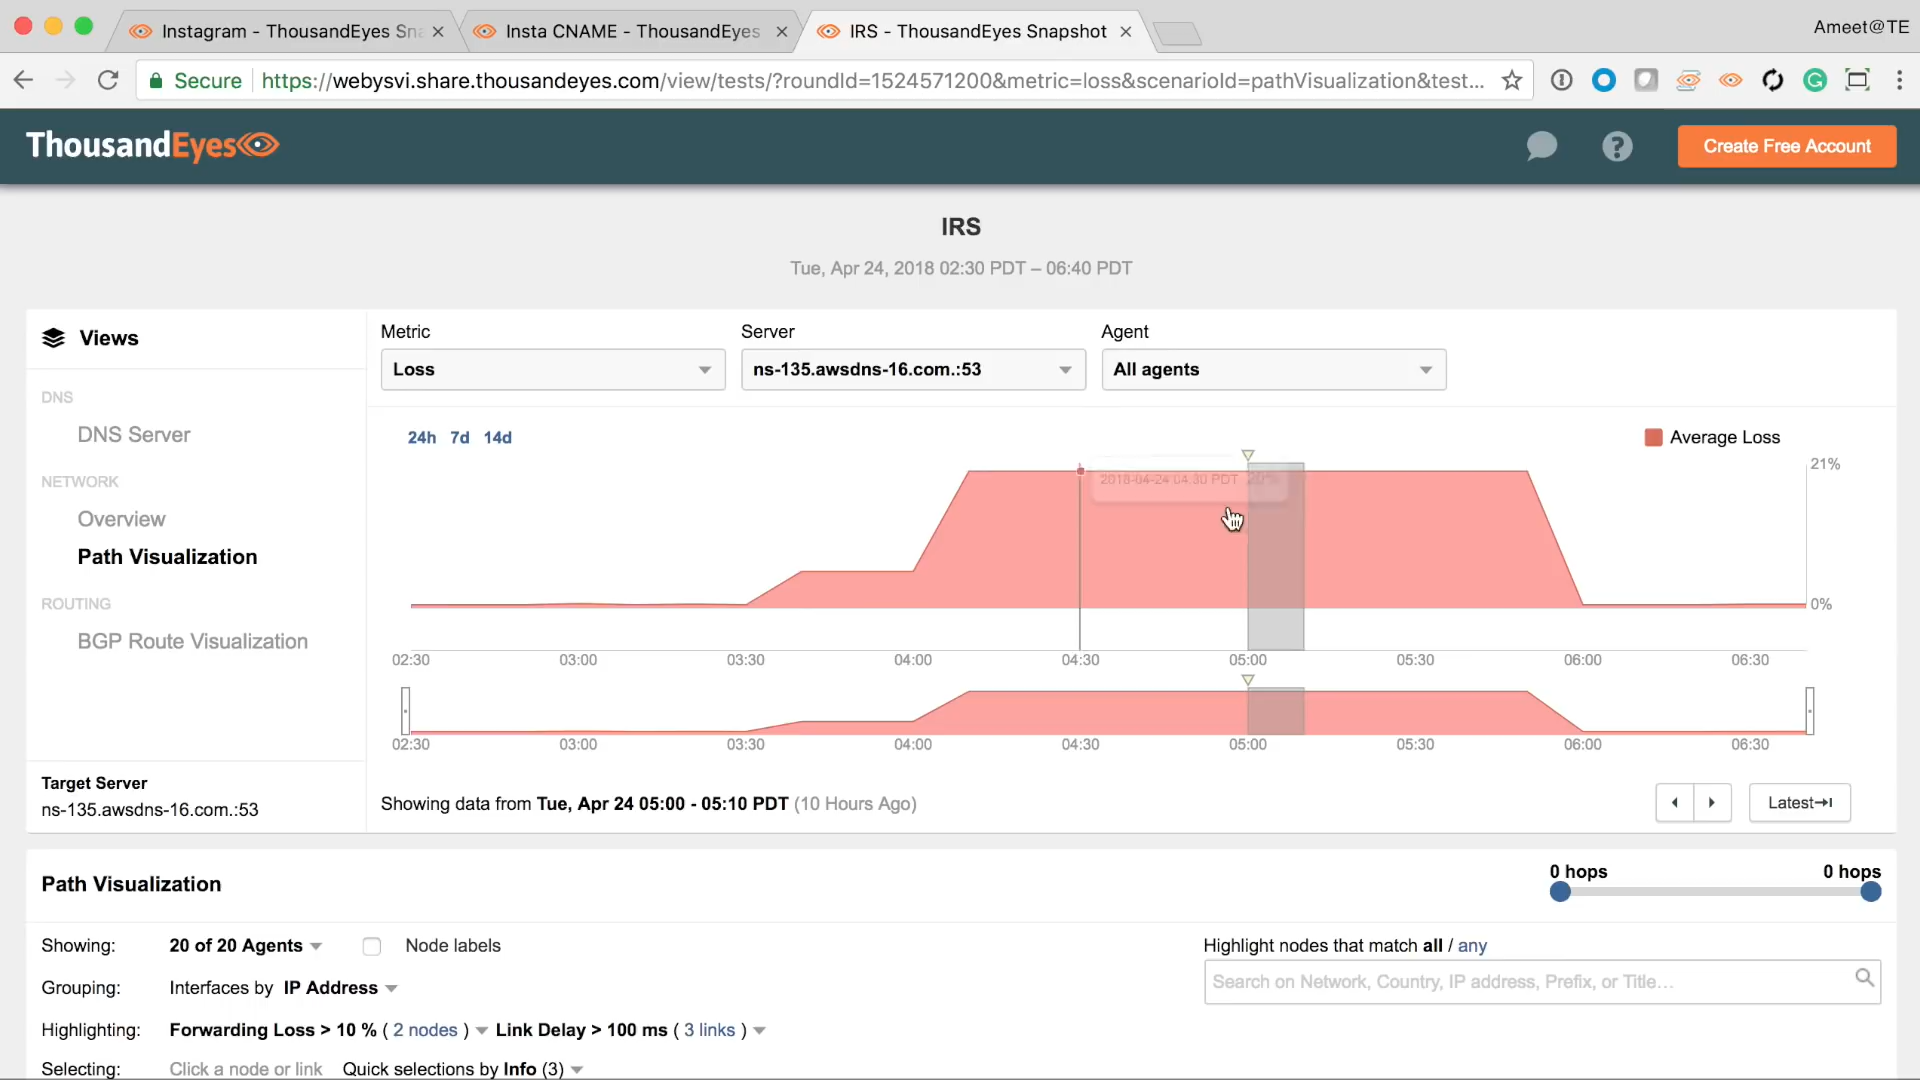 Instagram - ThousandEyes Sna
Insta CNAME - ThousandEyes
IRS - ThousandEyes Snapshot
Ameet@TE
Secure
https://webysvi.share.thousandeyes.com/view/tests/?roundId=1524571200&metric=loss&scenarioId=pathVisualization&test...
ThousandEyes
Create Free Account
IRS
Tue, Apr 24, 2018 02:30 PDT – 06:40 PDT
Views
Metric
Server
Agent
Loss
ns-135.awsdns-16.com.:53
All agents
DNS
DNS Server
NETWORK
Overview
Path Visualization
ROUTING
BGP Route Visualization
24h 7d 14d
Average Loss
21%
2018-04-24 04:30 PDT 20%
0%
02:30 03:00 03:30 04:00 04:30 05:00 05:30 06:00 06:30
02:30 03:00 03:30 04:00 04:30 05:00 05:30 06:00 06:30
Target Server
ns-135.awsdns-16.com.:53
Showing data from Tue, Apr 24 05:00 - 05:10 PDT (10 Hours Ago)
Latest
Path Visualization
0 hops 0 hops
Showing: 20 of 20 Agents Node labels
Highlight nodes that match all / any
Grouping: Interfaces by IP Address
Search on Network, Country, IP address, Prefix, or Title...
Highlighting: Forwarding Loss > 10 % ( 2 nodes ) Link Delay > 100 ms ( 3 links )
Selecting: Click a node or link Quick selections by Info (3)